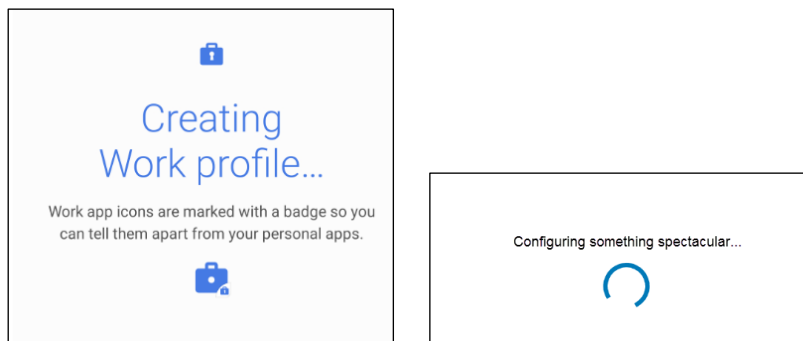 Creating
Work profile...
Work app icons are marked with a badge so you
can tell them apart from your personal apps.
Configuring something spectacular...